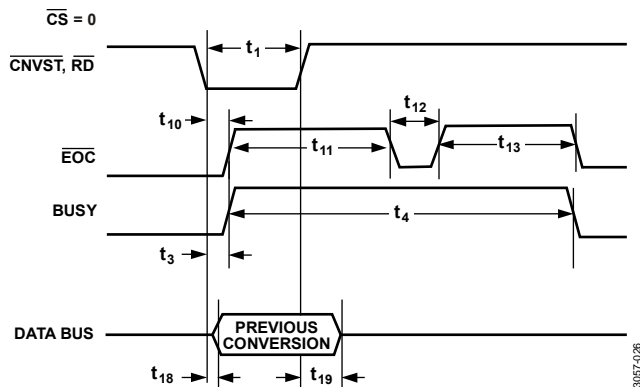 CS = 0
CNVST, RD
t1
t10
t12
EOC
t11
t13
BUSY
t4
t3
DATA BUS
PREVIOUS
CONVERSION
t18
t19
3057-026